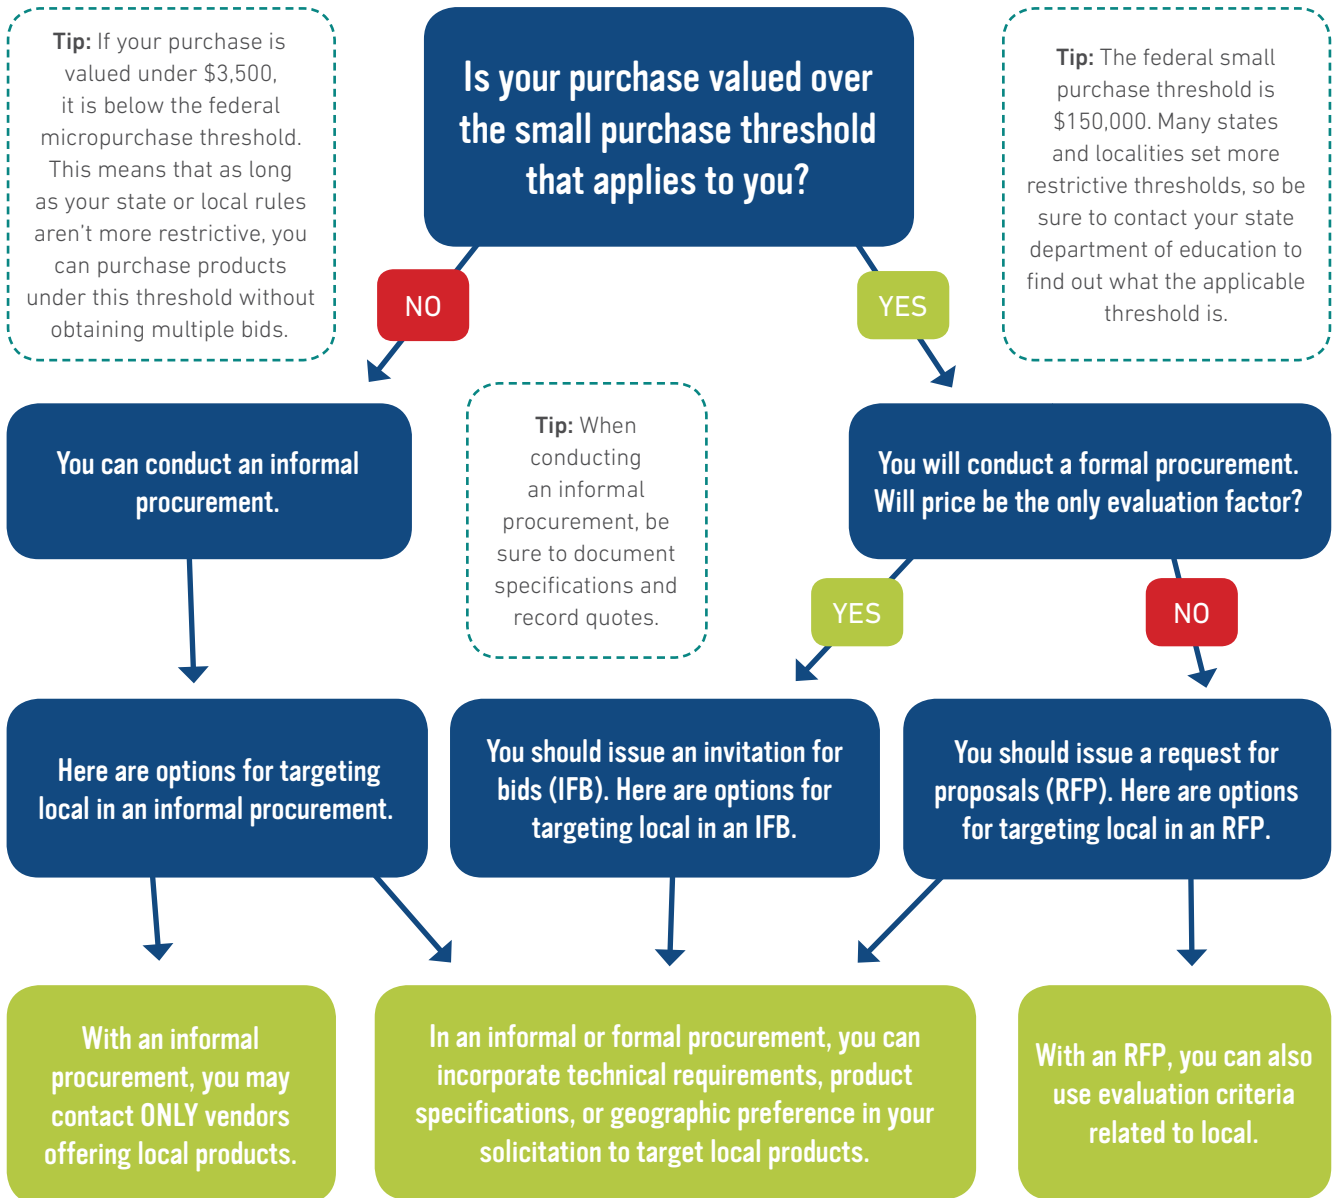 Tip: If your purchase is
valued under $3,500,
it is below the federal
micropurchase threshold.
This means that as long
as your state or local rules
aren't more restrictive, you
can purchase products
under this threshold without
obtaining multiple bids.
Is your purchase valued over
the small purchase threshold
that applies to you?
Tip: The federal small
purchase threshold is
$150,000. Many states
and localities set more
restrictive thresholds, so be
sure to contact your state
department of education to
find out what the applicable
threshold is.
NO
YES
You can conduct an informal
procurement.
Tip: When
conducting
an informal
procurement, be
sure to document
specifications and
record quotes.
You will conduct a formal procurement.
Will price be the only evaluation factor?
YES
NO
Here are options for targeting
local in an informal procurement.
You should issue an invitation for
bids (IFB). Here are options for
targeting local in an IFB.
You should issue a request for
proposals (RFP). Here are options
for targeting local in an RFP.
With an informal
procurement, you may
contact ONLY vendors
offering local products.
In an informal or formal procurement, you can
incorporate technical requirements, product
specifications, or geographic preference in your
solicitation to target local products.
With an RFP, you can also
use evaluation criteria
related to local.